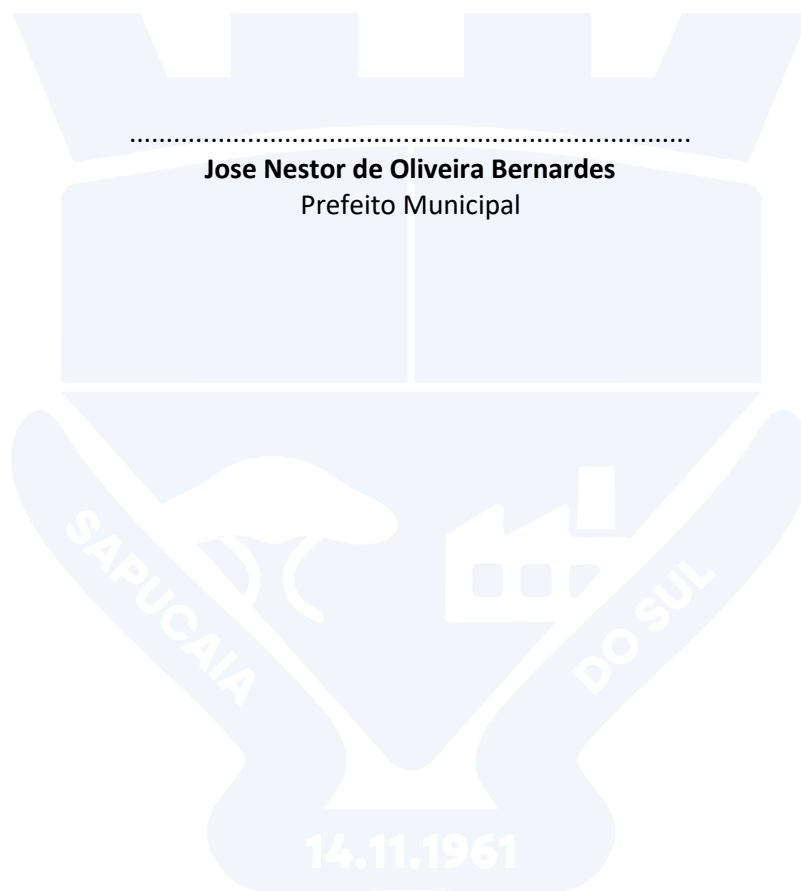 ..............................................................................
Jose Nestor de Oliveira Bernardes
Prefeito Municipal
SAPUCAIA
DO SUL
14.11.1961